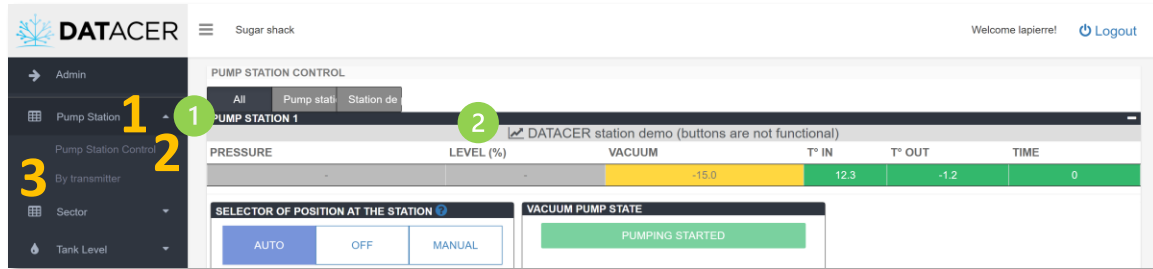 DATACER Sugar shack Welcome lapierre! Logout
Admin
PUMP STATION CONTROL
All Pump stati Station de p
Pump Station 1 1 PUMP STATION 1
2 DATACER station demo (buttons are not functional)
Pump Station Control 2
PRESSURE LEVEL (%) VACUUM T° IN T° OUT TIME
By transmitter 3
- - -15.0 12.3 -1.2 0
Sector
SELECTOR OF POSITION AT THE STATION ? VACUUM PUMP STATE
AUTO OFF MANUAL PUMPING STARTED
Tank Level